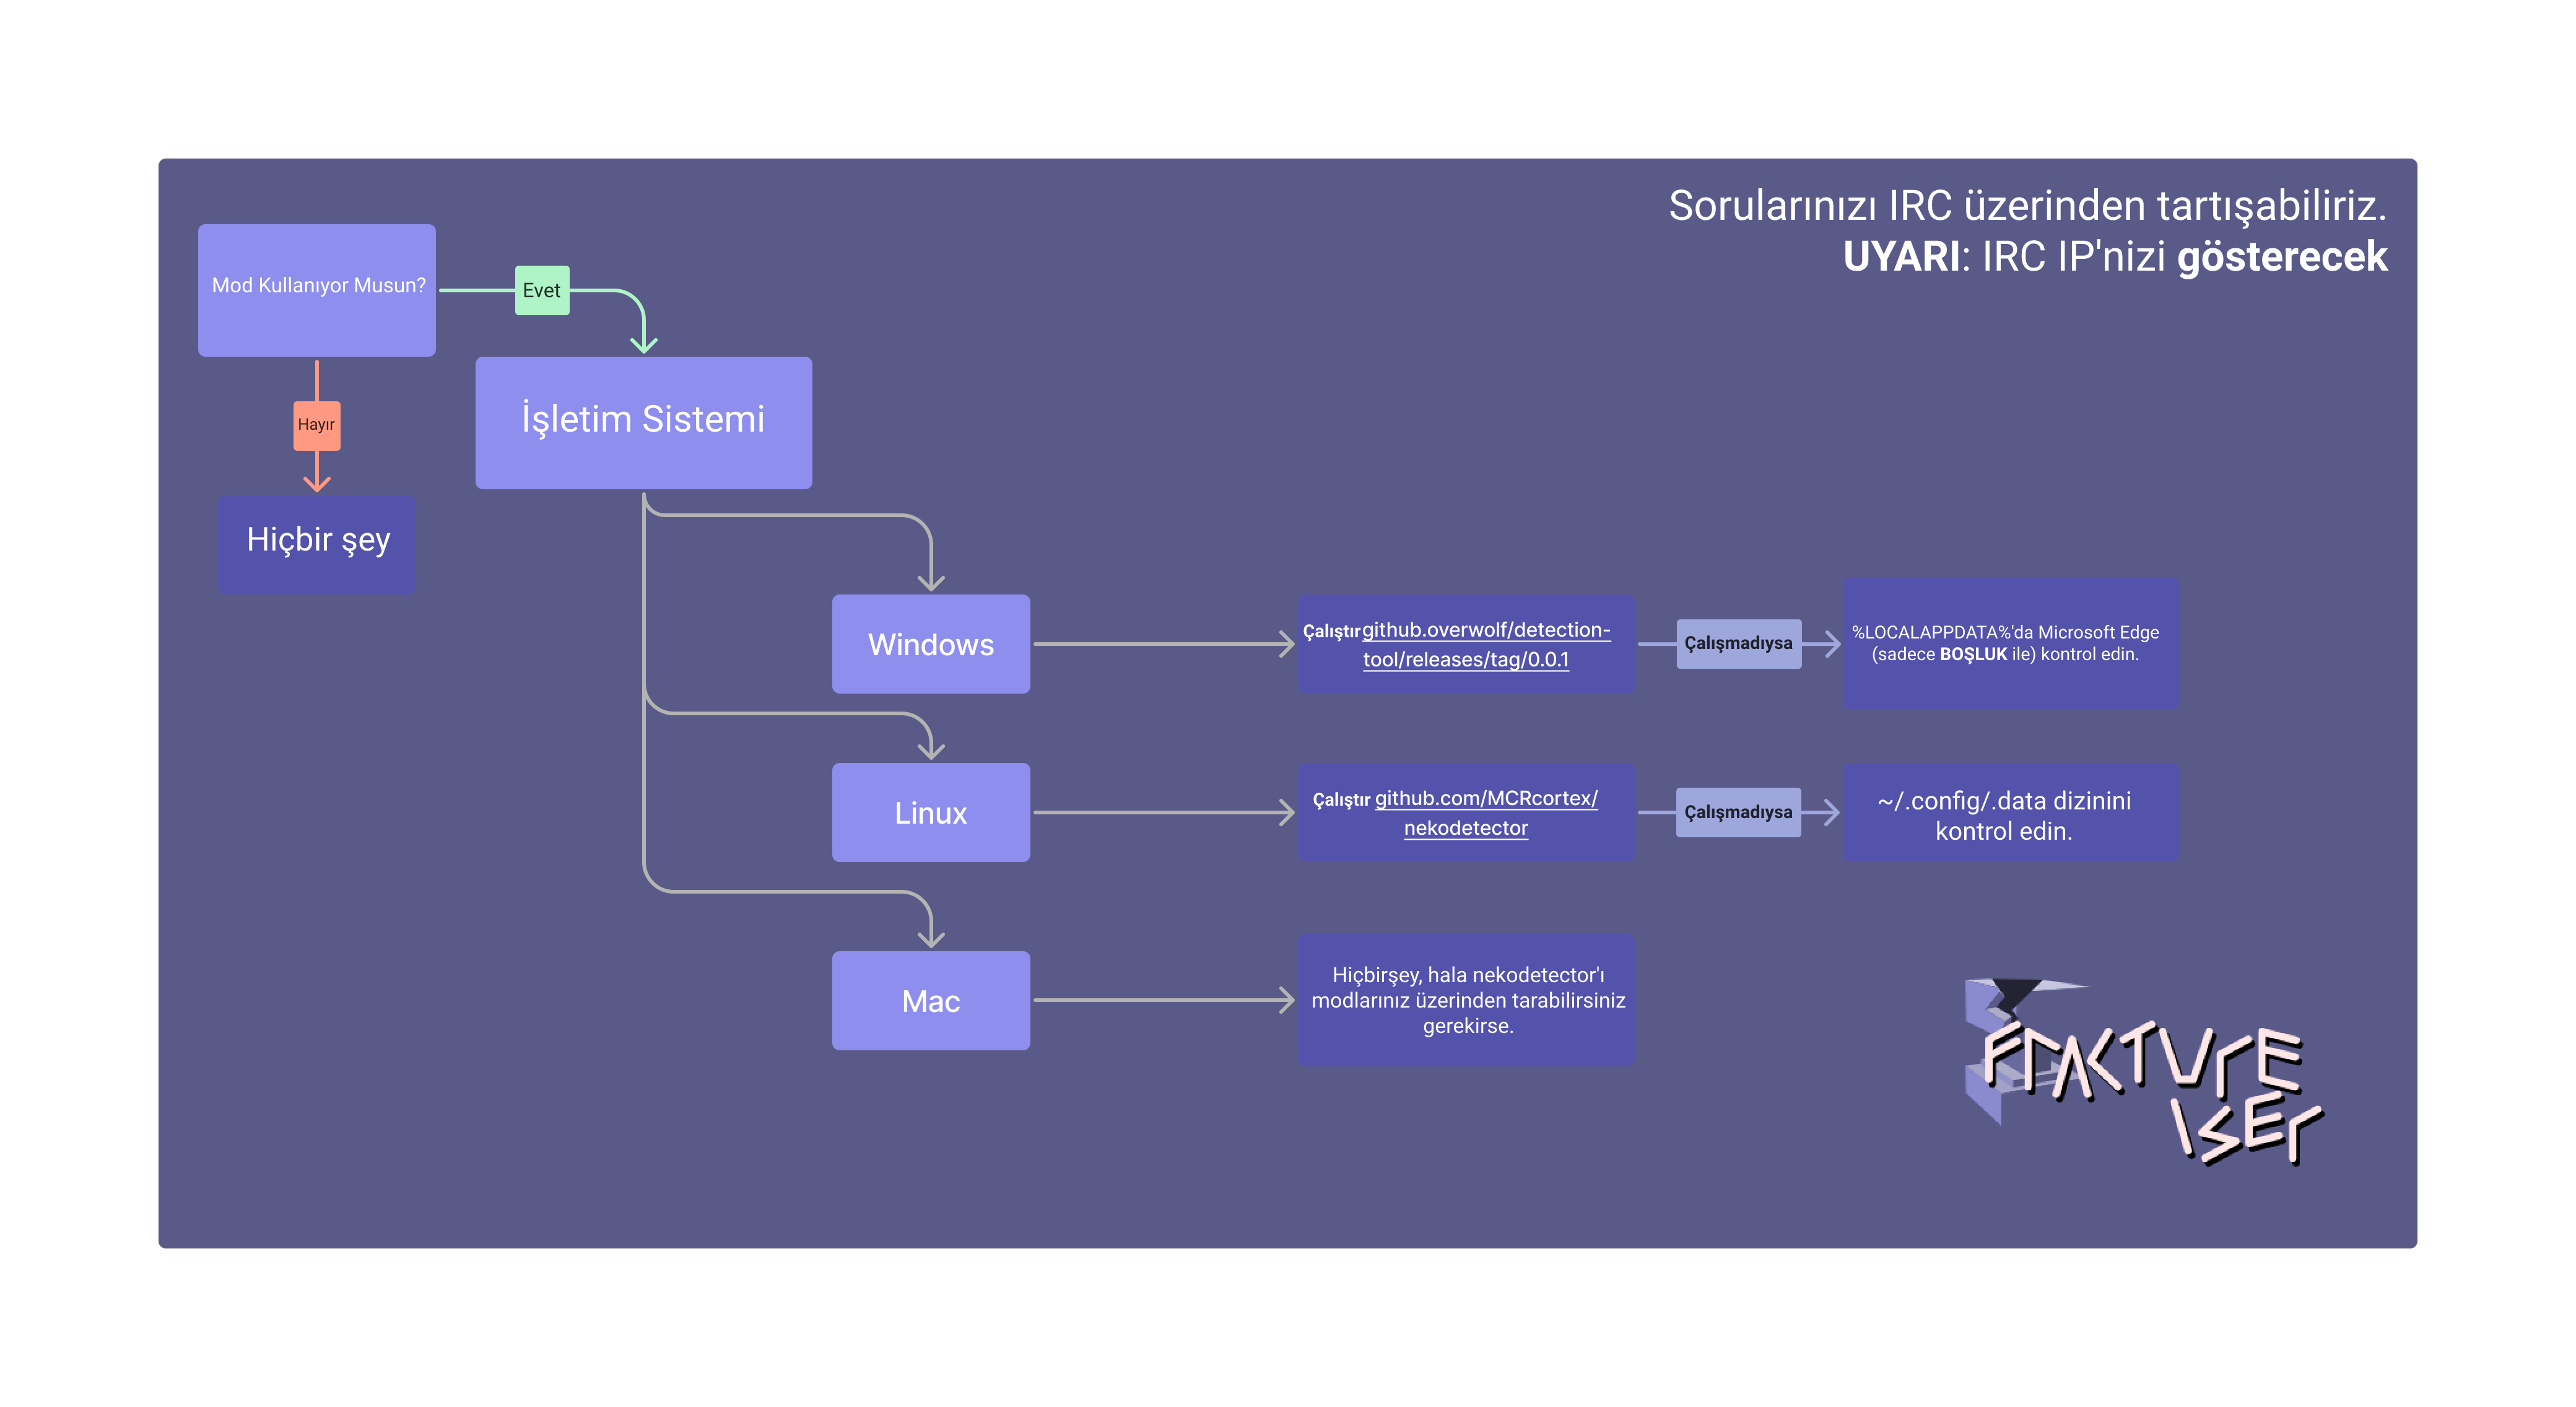 Sorularınızı IRC üzerinden tartışabiliriz.
UYARI: IRC IP'nizi gösterecek
Mod Kullanıyor Musun?
Evet
Hayır
Hiçbir şey
İşletim Sistemi
Windows
Çalıştırgithub.overwolf/detection-
tool/releases/tag/0.0.1
Çalışmadıysa
%LOCALAPPDATA%'da Microsoft Edge
(sadece BOŞLUK ile) kontrol edin.
Linux
Çalıştır github.com/MCRcortex/
nekodetector
Çalışmadıysa
~/.config/.data dizinini
kontrol edin.
Mac
Hiçbirşey, hala nekodetector'ı
modlarınız üzerinden tarabilirsiniz
gerekirse.
FRACTURE
ISER